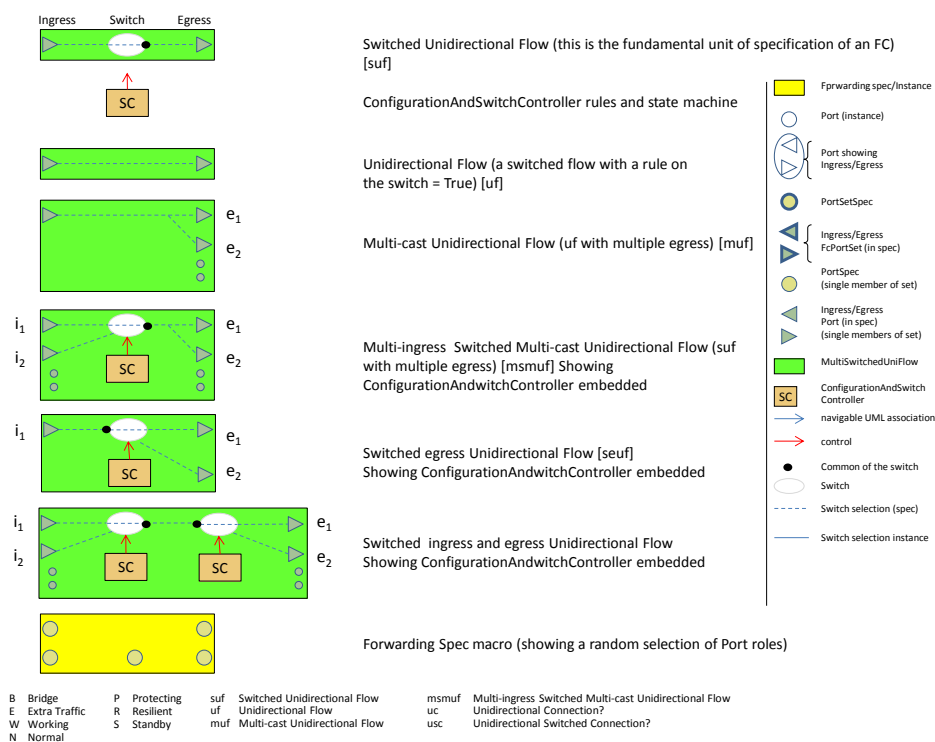 Ingress Switch Egress
Switched Unidirectional Flow (this is the fundamental unit of specification of an FC)
[suf]
SC
ConfigurationAndSwitchController rules and state machine
Unidirectional Flow (a switched flow with a rule on
the switch = True) [uf]
e1
e2
Multi-cast Unidirectional Flow (uf with multiple egress) [muf]
i1
i2
SC
e1
e2
Multi-ingress Switched Multi-cast Unidirectional Flow (suf
with multiple egress) [msmuf] Showing
ConfigurationAndwitchController embedded
i1
SC
e1
e2
Switched egress Unidirectional Flow [seuf]
Showing ConfigurationAndwitchController embedded
i1
i2
SC
SC
e1
e2
Switched ingress and egress Unidirectional Flow
Showing ConfigurationAndwitchController embedded
Forwarding Spec macro (showing a random selection of Port roles)
Fprwarding spec/Instance
Port (instance)
Port showing
Ingress/Egress
PortSetSpec
Ingress/Egress
FcPortSet (in spec)
PortSpec
(single member of set)
Ingress/Egress
Port (in spec)
(single members of set)
MultiSwitchedUniFlow
SC
ConfigurationAndSwitch
Controller
navigable UML association
control
Common of the switch
Switch
Switch selection (spec)
Switch selection instance
B Bridge P Protecting suf Switched Unidirectional Flow msmuf Multi-ingress Switched Multi-cast Unidirectional Flow
E Extra Traffic R Resilient uf Unidirectional Flow uc Unidirectional Connection?
W Working S Standby muf Multi-cast Unidirectional Flow usc Unidirectional Switched Connection?
N Normal